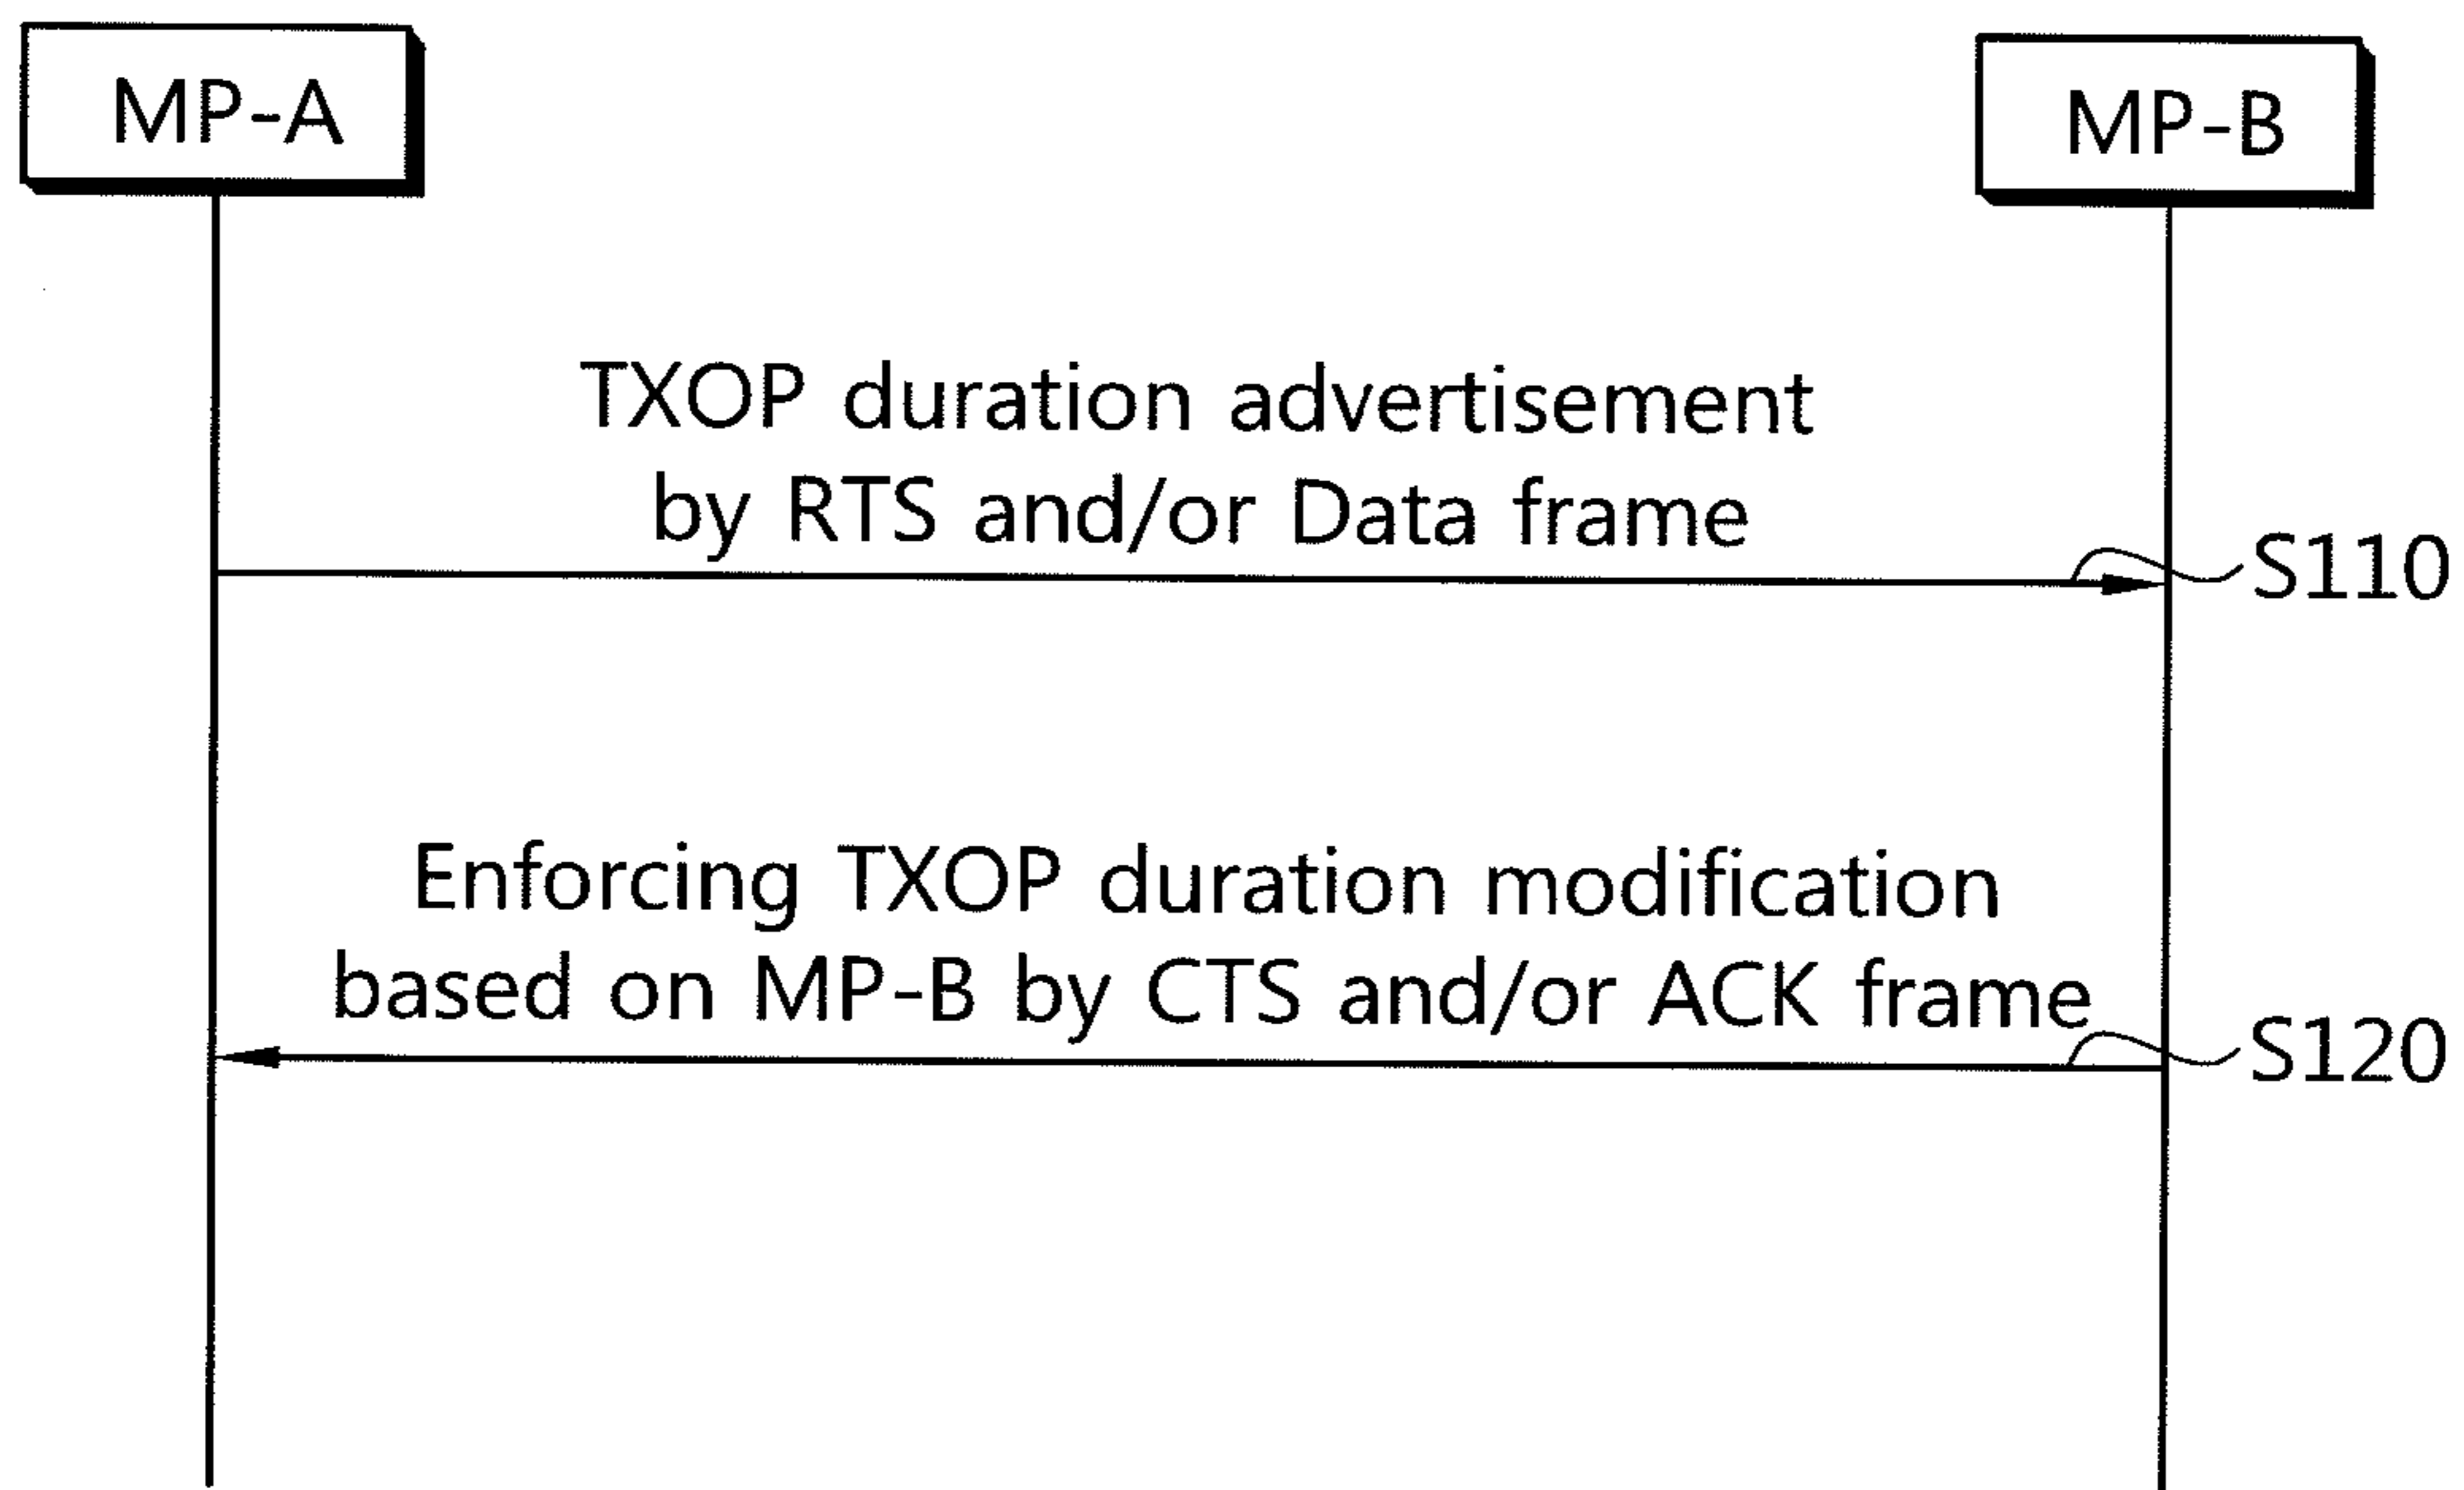 MP-A
MP-B
TXOP duration advertisement
by RTS and/or Data frame
S110
Enforcing TXOP duration modification
based on MP-B by CTS and/or ACK frame
S120